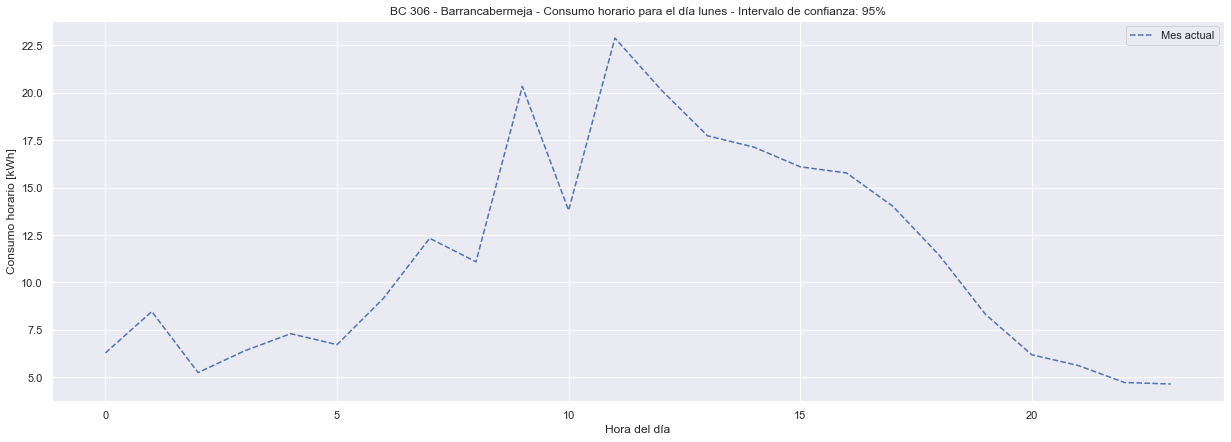 BC 306 - Barrancabermeja - Consumo horario para el día lunes - Intervalo de confianza: 95%
Mes actual
22.5
20.0
17.5
15.0
12.5
10.0
7.5
5.0
Consumo horario [kWh]
0 5 10 15 20
Hora del día